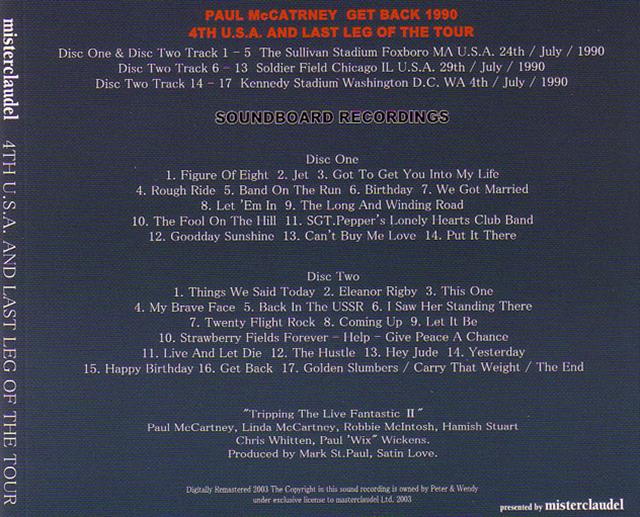 PAUL McCATRNEY GET BACK 1990
4TH U.S.A. AND LAST LEG OF THE TOUR
Disc One & Disc Two Track 1 - 5 The Sullivan Stadium Foxboro MA U.S.A. 24th / July / 1990
Disc Two Track 6 - 13 Soldier Field Chicago IL U.S.A. 29th / July / 1990
Disc Two Track 14 - 17 Kennedy Stadium Washington D.C. WA 4th / July / 1990
SOUNDBOARD RECORDINGS
Disc One
1. Figure Of Eight 2. Jet 3. Got To Get You Into My Life
4. Rough Ride 5. Band On The Run 6. Birthday 7. We Got Married
8. Let 'Em In 9. The Long And Winding Road
10. The Fool On The Hill 11. SGT.Pepper's Lonely Hearts Club Band
12. Goodday Sunshine 13. Can't Buy Me Love 14. Put It There
Disc Two
1. Things We Said Today 2. Eleanor Rigby 3. This One
4. My Brave Face 5. Back In The USSR 6. I Saw Her Standing There
7. Twenty Flight Rock 8. Coming Up 9. Let It Be
10. Strawberry Fields Forever - Help - Give Peace A Chance
11. Live And Let Die 12. The Hustle 13. Hey Jude 14. Yesterday
15. Happy Birthday 16. Get Back 17. Golden Slumbers / Carry That Weight / The End
"Tripping The Live Fantastic II"
Paul McCartney, Linda McCartney, Robbie McIntosh, Hamish Stuart
Chris Whitten, Paul 'Wix" Wickens.
Produced by Mark St.Paul, Satin Love.
Digitally Remastered 2003 The Copyright in this sound recording is owned by Peter & Wendy
under exclusive license to misterclaudel Ltd. 2003
presented by misterclaudel
misterclaudel 4TH U.S.A. AND LAST LEG OF THE TOUR